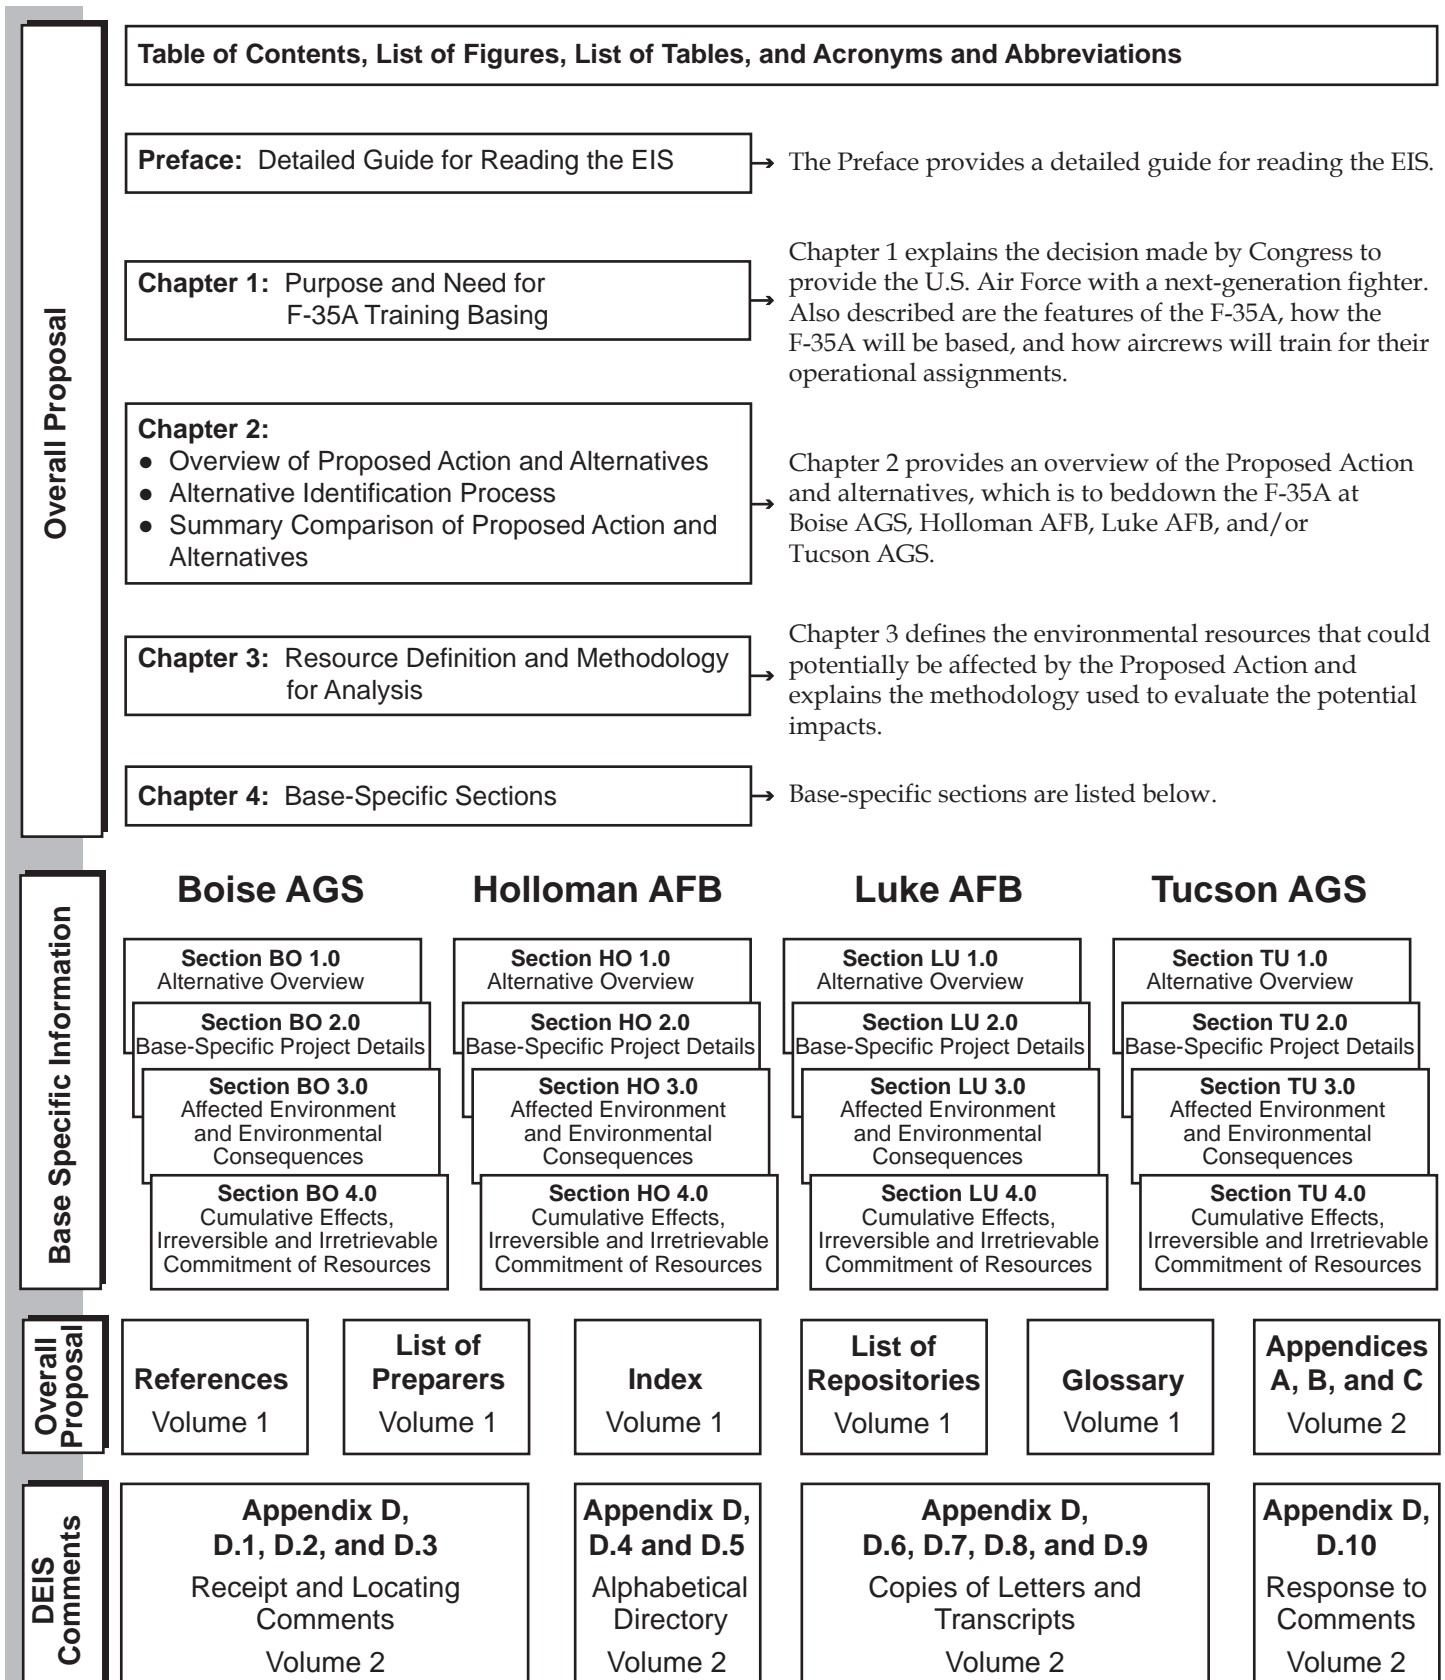 Overall Proposal
Table of Contents, List of Figures, List of Tables, and Acronyms and Abbreviations
Preface: Detailed Guide for Reading the EIS
The Preface provides a detailed guide for reading the EIS.
Chapter 1: Purpose and Need for
F-35A Training Basing
Chapter 1 explains the decision made by Congress to
provide the U.S. Air Force with a next-generation fighter.
Also described are the features of the F-35A, how the
F-35A will be based, and how aircrews will train for their
operational assignments.
Chapter 2:
● Overview of Proposed Action and Alternatives
● Alternative Identification Process
● Summary Comparison of Proposed Action and
Alternatives
Chapter 2 provides an overview of the Proposed Action
and alternatives, which is to beddown the F-35A at
Boise AGS, Holloman AFB, Luke AFB, and/or
Tucson AGS.
Chapter 3: Resource Definition and Methodology
for Analysis
Chapter 3 defines the environmental resources that could
potentially be affected by the Proposed Action and
explains the methodology used to evaluate the potential
impacts.
Chapter 4: Base-Specific Sections
Base-specific sections are listed below.
Base Specific Information
Boise AGS
Section BO 1.0
Alternative Overview
Section BO 2.0
Base-Specific Project Details
Section BO 3.0
Affected Environment
and Environmental
Consequences
Section BO 4.0
Cumulative Effects,
Irreversible and Irretrievable
Commitment of Resources
Holloman AFB
Section HO 1.0
Alternative Overview
Section HO 2.0
Base-Specific Project Details
Section HO 3.0
Affected Environment
and Environmental
Consequences
Section HO 4.0
Cumulative Effects,
Irreversible and Irretrievable
Commitment of Resources
Luke AFB
Section LU 1.0
Alternative Overview
Section LU 2.0
Base-Specific Project Details
Section LU 3.0
Affected Environment
and Environmental
Consequences
Section LU 4.0
Cumulative Effects,
Irreversible and Irretrievable
Commitment of Resources
Tucson AGS
Section TU 1.0
Alternative Overview
Section TU 2.0
Base-Specific Project Details
Section TU 3.0
Affected Environment
and Environmental
Consequences
Section TU 4.0
Cumulative Effects,
Irreversible and Irretrievable
Commitment of Resources
Overall
Proposal
References
Volume 1
List of
Preparers
Volume 1
Index
Volume 1
List of
Repositories
Volume 1
Glossary
Volume 1
Appendices
A, B, and C
Volume 2
DEIS
Comments
Appendix D,
D.1, D.2, and D.3
Receipt and Locating
Comments
Volume 2
Appendix D,
D.4 and D.5
Alphabetical
Directory
Volume 2
Appendix D,
D.6, D.7, D.8, and D.9
Copies of Letters and
Transcripts
Volume 2
Appendix D,
D.10
Response to
Comments
Volume 2